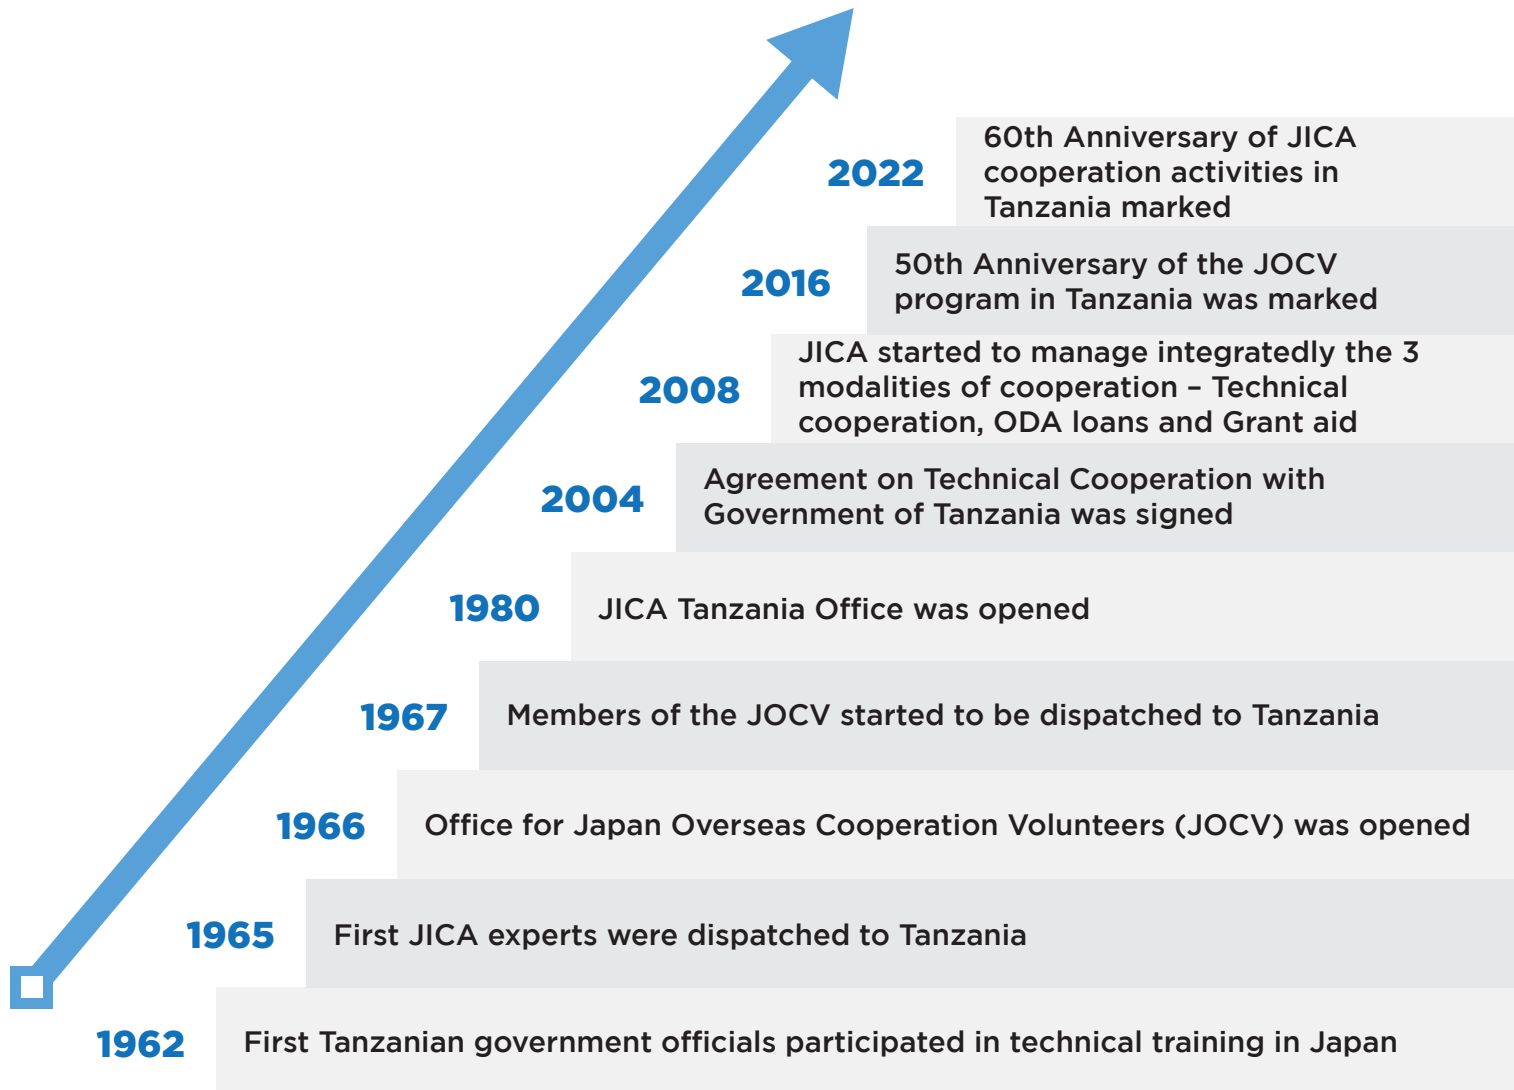 2022
60th Anniversary of JICA
cooperation activities in
Tanzania marked
2016
50th Anniversary of the JOCV
program in Tanzania was marked
2008
JICA started to manage integratedly the 3
modalities of cooperation – Technical
cooperation, ODA loans and Grant aid
2004
Agreement on Technical Cooperation with
Government of Tanzania was signed
1980
JICA Tanzania Office was opened
1967
Members of the JOCV started to be dispatched to Tanzania
1966
Office for Japan Overseas Cooperation Volunteers (JOCV) was opened
1965
First JICA experts were dispatched to Tanzania
1962
First Tanzanian government officials participated in technical training in Japan